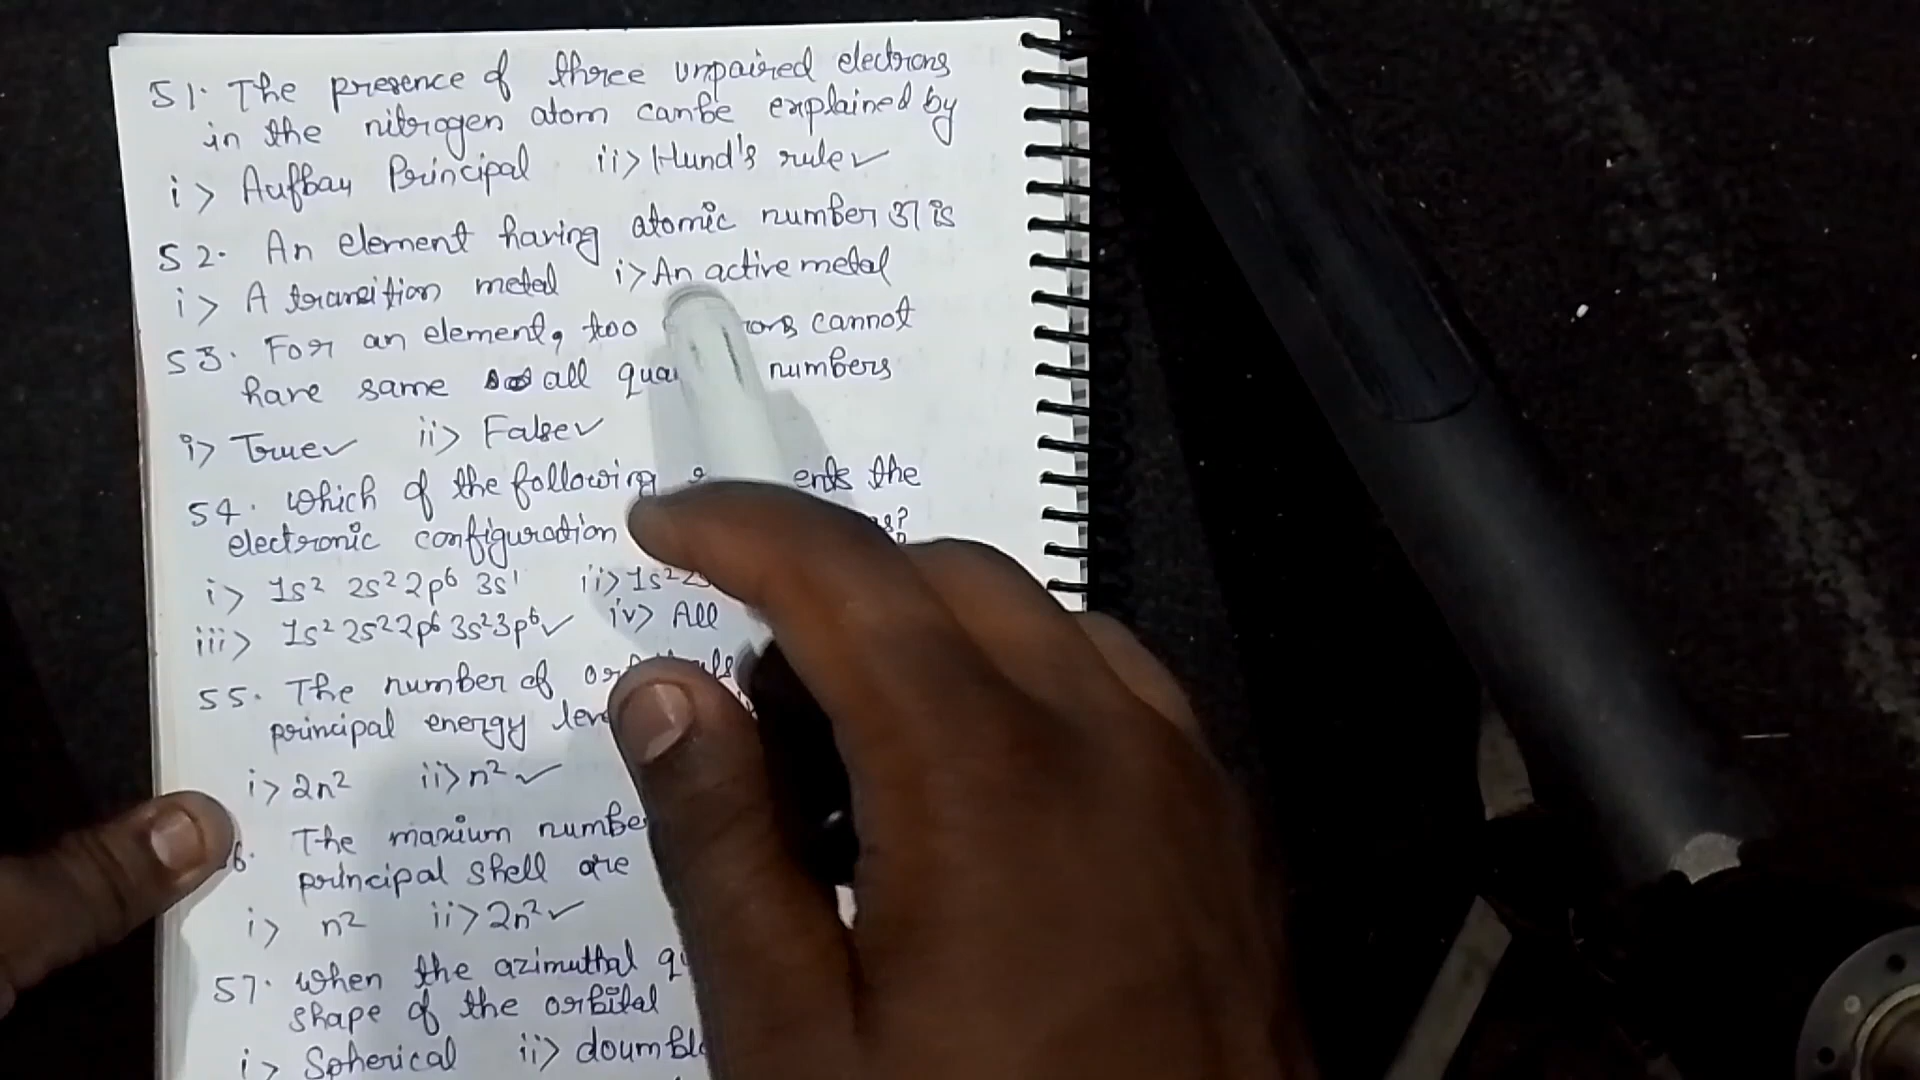 51. The presence of three unpaired electrons
in the nitrogen atom canbe explained by
i> Aufbau Principal ii> Hund's rule✓
52. An element having atomic number 37 is
i> A transition metal i> An active metal
53. For an element, too cannot
have same all numbers
i> True✓ ii> False✓
54. Which of the following the
electronic configuration
i> 1s² 2s² 2p⁶ 3s¹ ii> 1s²
iii> 1s² 2s² 2p⁶ 3s² 3p⁶✓ iv> All
55. The number of
principal energy
i> 2n² ii> n²✓
The maxium number
principal shell are
i> n² ii> 2n²✓
57. When the azimuthal
shape of the orbital
i> Spherical ii>